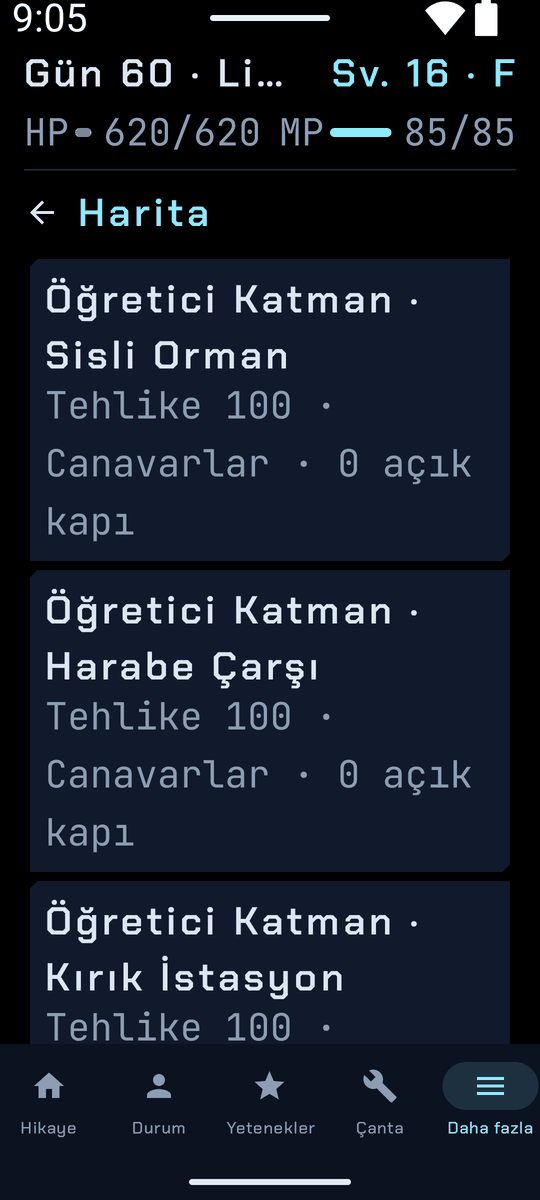 9:05
Gün 60 · Li… Sv. 16 · F
HP 620/620 MP 85/85
Harita
Öğretici Katman ·
Sisli Orman
Tehlike 100 ·
Canavarlar · 0 açık
kapı
Öğretici Katman ·
Harabe Çarşı
Tehlike 100 ·
Canavarlar · 0 açık
kapı
Öğretici Katman ·
Kırık İstasyon
Tehlike 100 ·
Hikaye Durum Yetenekler Çanta Daha fazla